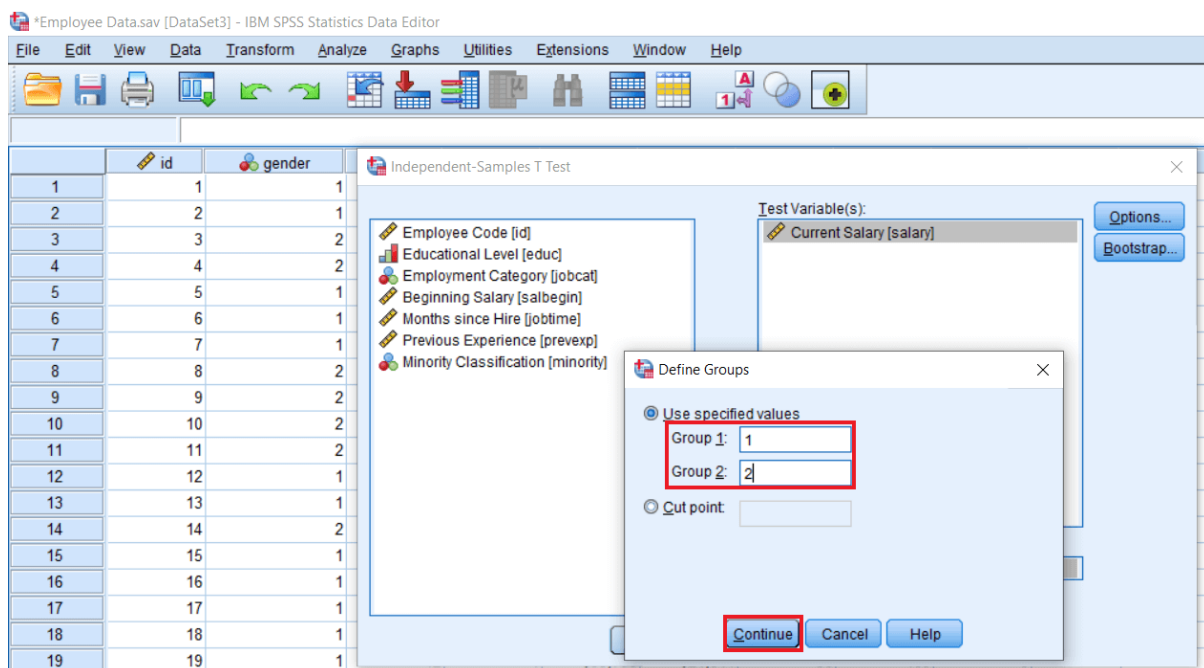 *Employee Data.sav [DataSet3] - IBM SPSS Statistics Data Editor
File Edit View Data Transform Analyze Graphs Utilities Extensions Window Help
A
1
μ
id gender
1 1 1
2 2 1
3 3 2
4 4 2
5 5 1
6 6 1
7 7 1
8 8 2
9 9 2
10 10 2
11 11 2
12 12 1
13 13 1
14 14 2
15 15 1
16 16 1
17 17 1
18 18 1
19 19 1
Independent-Samples T Test
Employee Code [id]
Educational Level [educ]
Employment Category [jobcat]
Beginning Salary [salbegin]
Months since Hire [jobtime]
Previous Experience [prevexp]
Minority Classification [minority]
Test Variable(s):
Current Salary [salary]
Options...
Bootstrap...
Define Groups
Use specified values
Group 1: 1
Group 2: 2
Cut point:
Continue Cancel Help